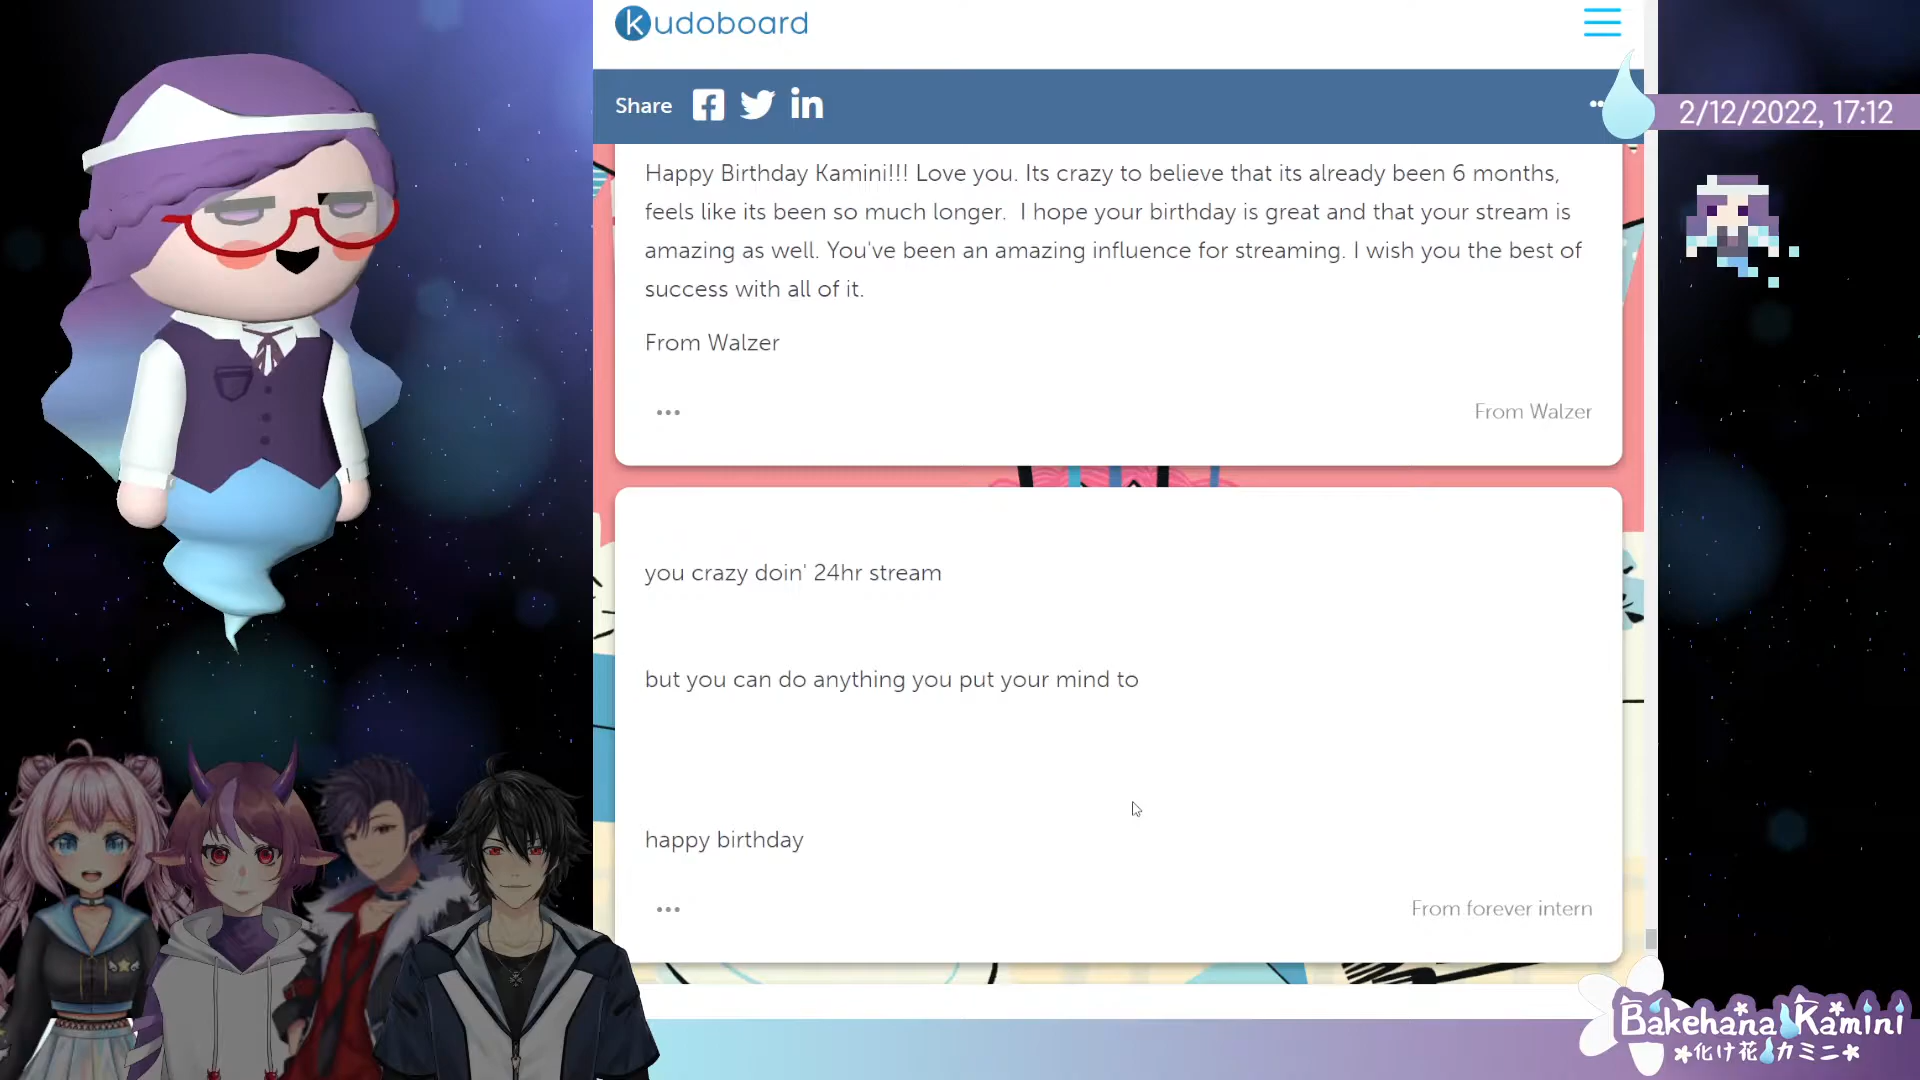 kudoboard
Share
2/12/2022, 17:12
Happy Birthday Kamini!!! Love you. Its crazy to believe that its already been 6 months,
feels like its been so much longer.  I hope your birthday is great and that your stream is
amazing as well. You've been an amazing influence for streaming. I wish you the best of
success with all of it.
From Walzer
From Walzer
you crazy doin' 24hr stream
but you can do anything you put your mind to
happy birthday
From forever intern
Bakehana Kamini
化け花カミニ